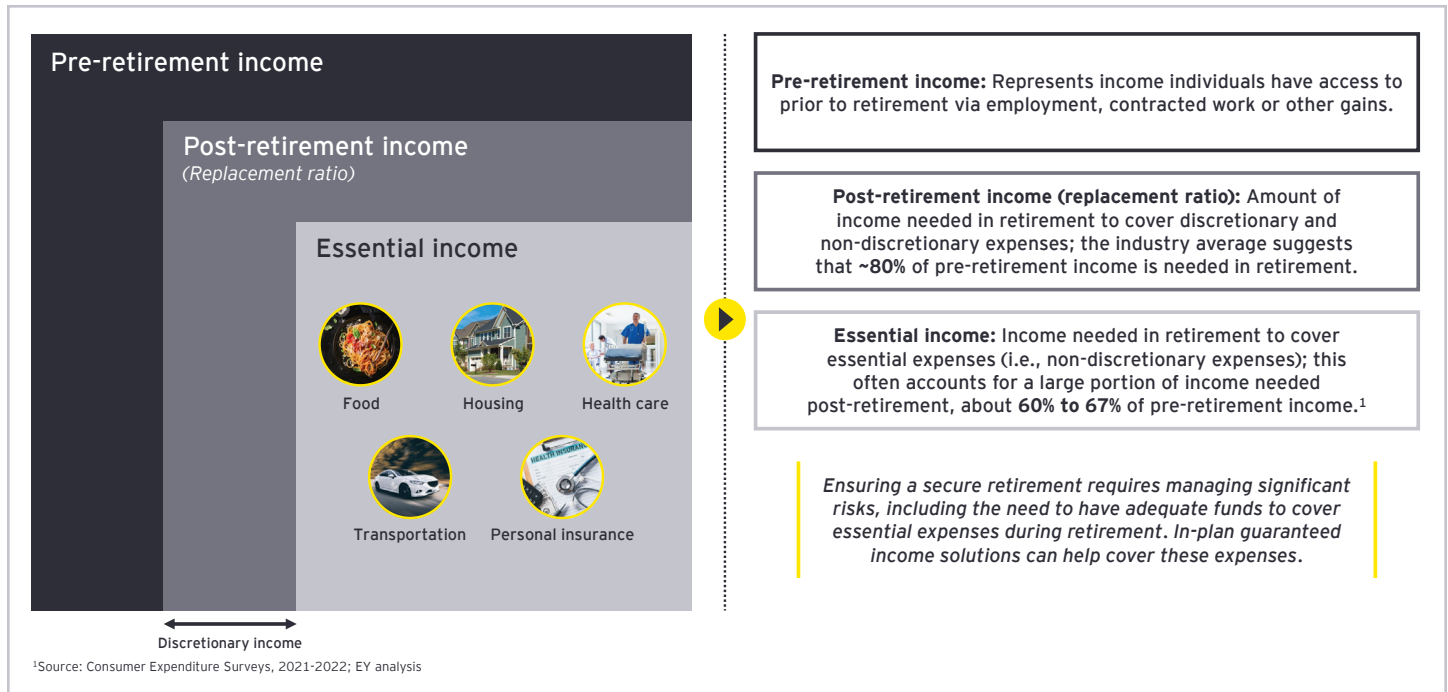 Pre-retirement income
Post-retirement income
(Replacement ratio)
Essential income
Food
Housing
Health care
HEALTH INSURANCE
Transportation
Personal insurance
Discretionary income
Pre-retirement income: Represents income individuals have access to
prior to retirement via employment, contracted work or other gains.
Post-retirement income (replacement ratio): Amount of
income needed in retirement to cover discretionary and
non-discretionary expenses; the industry average suggests
that ~80% of pre-retirement income is needed in retirement.
Essential income: Income needed in retirement to cover
essential expenses (i.e., non-discretionary expenses); this
often accounts for a large portion of income needed
post-retirement, about 60% to 67% of pre-retirement income.¹
Ensuring a secure retirement requires managing significant
risks, including the need to have adequate funds to cover
essential expenses during retirement. In-plan guaranteed
income solutions can help cover these expenses.
¹Source: Consumer Expenditure Surveys, 2021-2022; EY analysis